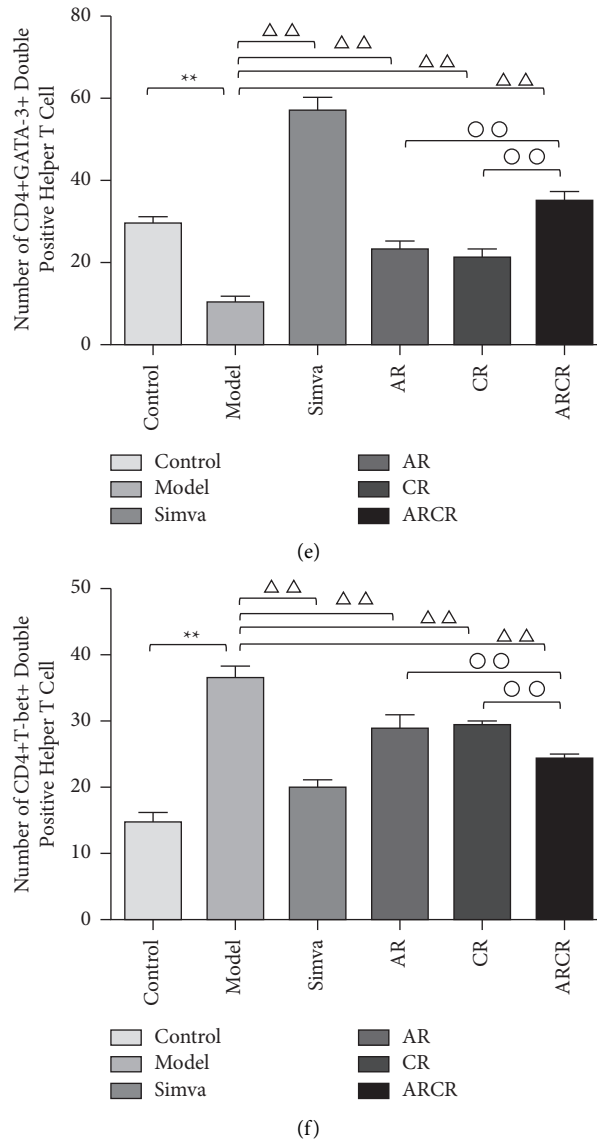 Number of CD4+GATA-3+ Double
Positive Helper T Cell
80
60
40
20
0
**
△ △
△ △
△ △
△ △
○ ○
○ ○
Control
Model
Simva
AR
CR
ARCR
Control
Model
Simva
AR
CR
ARCR
(e)
Number of CD4+T-bet+ Double
Positive Helper T Cell
50
40
30
20
10
0
**
△ △
△ △
△ △
△ △
○ ○
○ ○
Control
Model
Simva
AR
CR
ARCR
Control
Model
Simva
AR
CR
ARCR
(f)